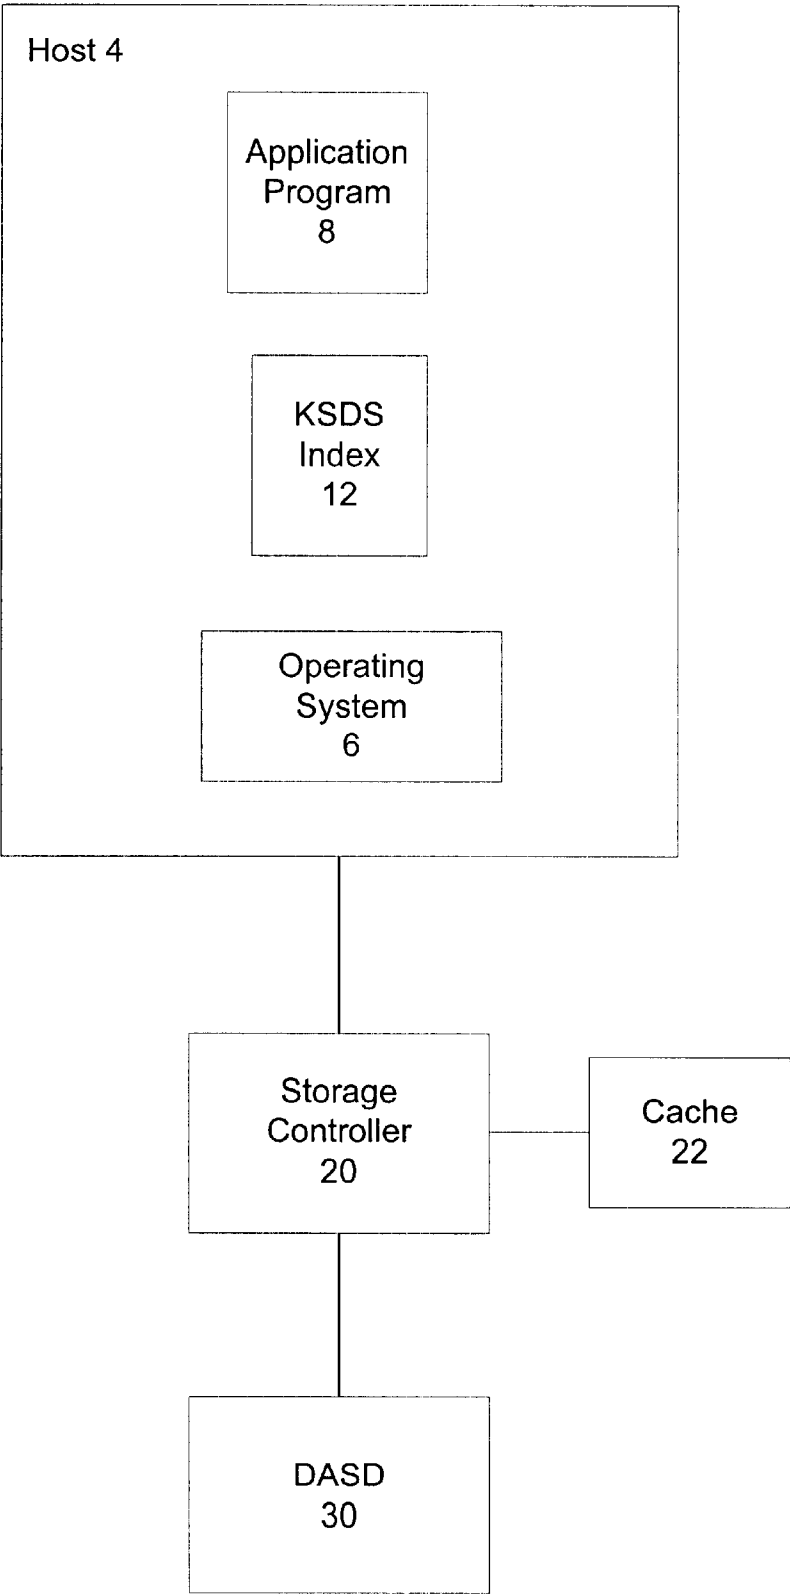 Host 4
Application
Program
8
KSDS
Index
12
Operating
System
6
Storage
Controller
20
Cache
22
DASD
30